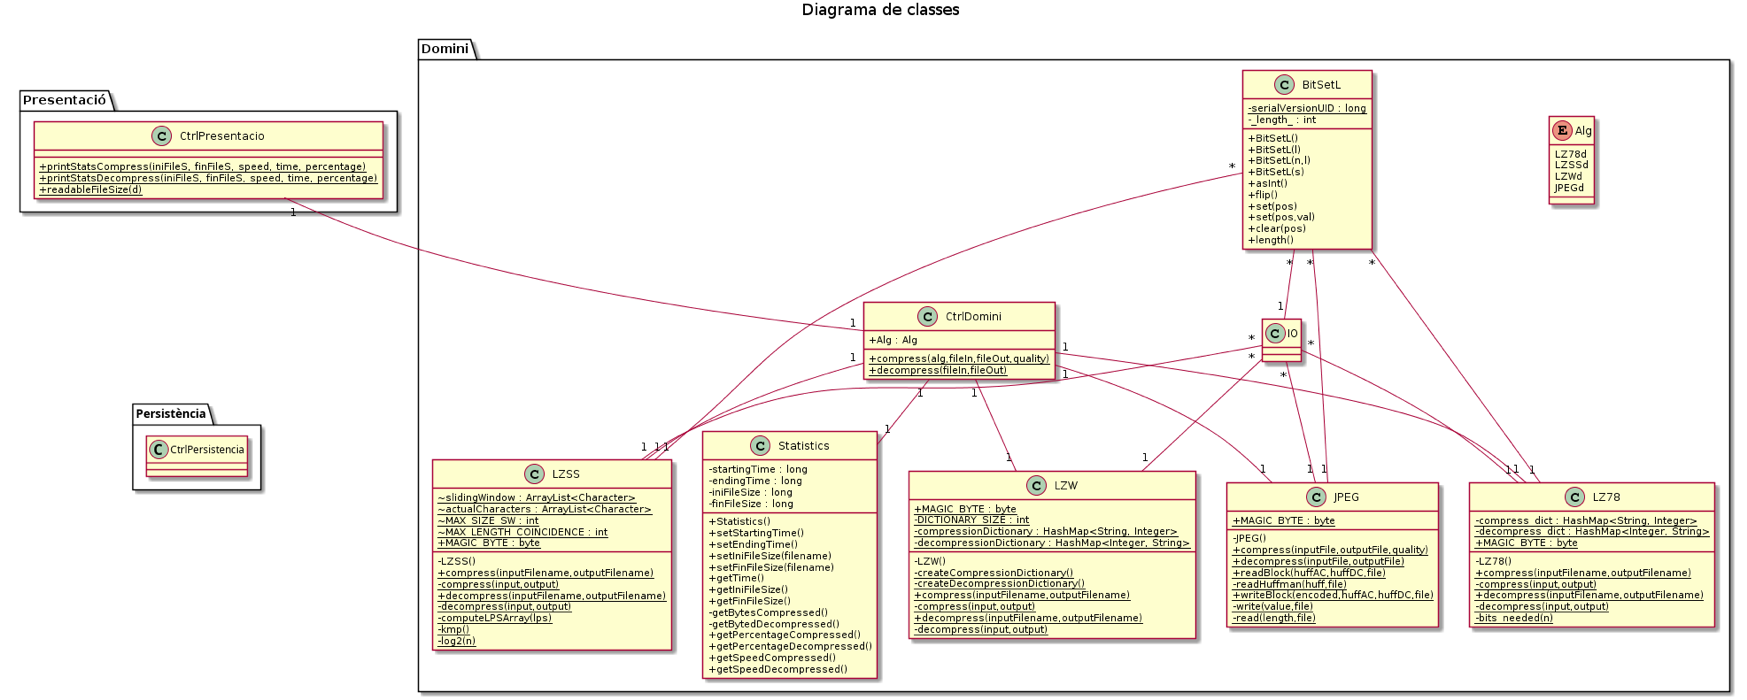 Diagrama de classes
Presentació
C CtrlPresentacio
+printStatsCompress(iniFileS, finFileS, speed, time, percentage)
+printStatsDecompress(iniFileS, finFileS, speed, time, percentage)
+readableFileSize(d)
1
Persistència
C CtrlPersistencia
Domini
C BitSetL
-serialVersionUID : long
-_length_ : int
+BitSetL()
+BitSetL(l)
+BitSetL(n,l)
+BitSetL(s)
+asInt()
+flip()
+set(pos)
+set(pos,val)
+clear(pos)
+length()
*
* * *
E Alg
LZ78d
LZSSd
LZWd
JPEGd
C CtrlDomini
+Alg : Alg
+compress(alg,fileIn,fileOut,quality)
+decompress(fileIn,fileOut)
1
1
1
1
1 1
1
C IO
* *
*
*
1 1 1
C LZSS
~slidingWindow : ArrayList<Character>
~actualCharacters : ArrayList<Character>
~MAX_SIZE_SW : int
~MAX_LENGTH_COINCIDENCE : int
+MAGIC_BYTE : byte
-LZSS()
+compress(inputFilename,outputFilename)
-compress(input,output)
+decompress(inputFilename,outputFilename)
-decompress(input,output)
-computeLPSArray(lps)
-kmp()
-log2(n)
1
C Statistics
-startingTime : long
-endingTime : long
-iniFileSize : long
-finFileSize : long
+Statistics()
+setStartingTime()
+setEndingTime()
+setIniFileSize(filename)
+setFinFileSize(filename)
+getTime()
+getIniFileSize()
+getFinFileSize()
-getBytesCompressed()
-getBytedDecompressed()
+getPercentageCompressed()
+getPercentageDecompressed()
+getSpeedCompressed()
+getSpeedDecompressed()
1 1
C LZW
+MAGIC_BYTE : byte
-DICTIONARY_SIZE : int
-compressionDictionary : HashMap<String, Integer>
-decompressionDictionary : HashMap<Integer, String>
-LZW()
-createCompressionDictionary()
-createDecompressionDictionary()
+compress(inputFilename,outputFilename)
-compress(input,output)
+decompress(inputFilename,outputFilename)
-decompress(input,output)
1 1 1
C JPEG
+MAGIC_BYTE : byte
-JPEG()
+compress(inputFile,outputFile,quality)
+decompress(inputFile,outputFile)
+readBlock(huffAC,huffDC,file)
-readHuffman(huff,file)
+writeBlock(encoded,huffAC,huffDC,file)
-write(value,file)
-read(length,file)
1 1 1
C LZ78
-compress_dict : HashMap<String, Integer>
-decompress_dict : HashMap<Integer, String>
+MAGIC_BYTE : byte
-LZ78()
+compress(inputFilename,outputFilename)
-compress(input,output)
+decompress(inputFilename,outputFilename)
-decompress(input,output)
-bits_needed(n)